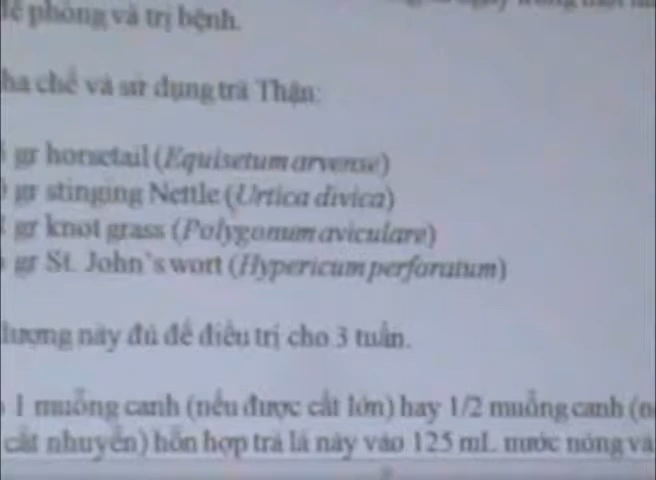 để phòng và trị bệnh.
chế và sử dụng trà Thận:
gr horsetail (Equisetum arvense)
gr stinging Nettle (Urtica divica)
gr knot grass (Polygonum aviculare)
gr St. John's wort (Hypericum perforatum)
lượng này đủ để điều trị cho 3 tuần.
1 muỗng canh (nếu được cắt lớn) hay 1/2 muỗng canh
cắt nhuyễn) hỗn hợp trà lá này vào 125 mL nước nóng và